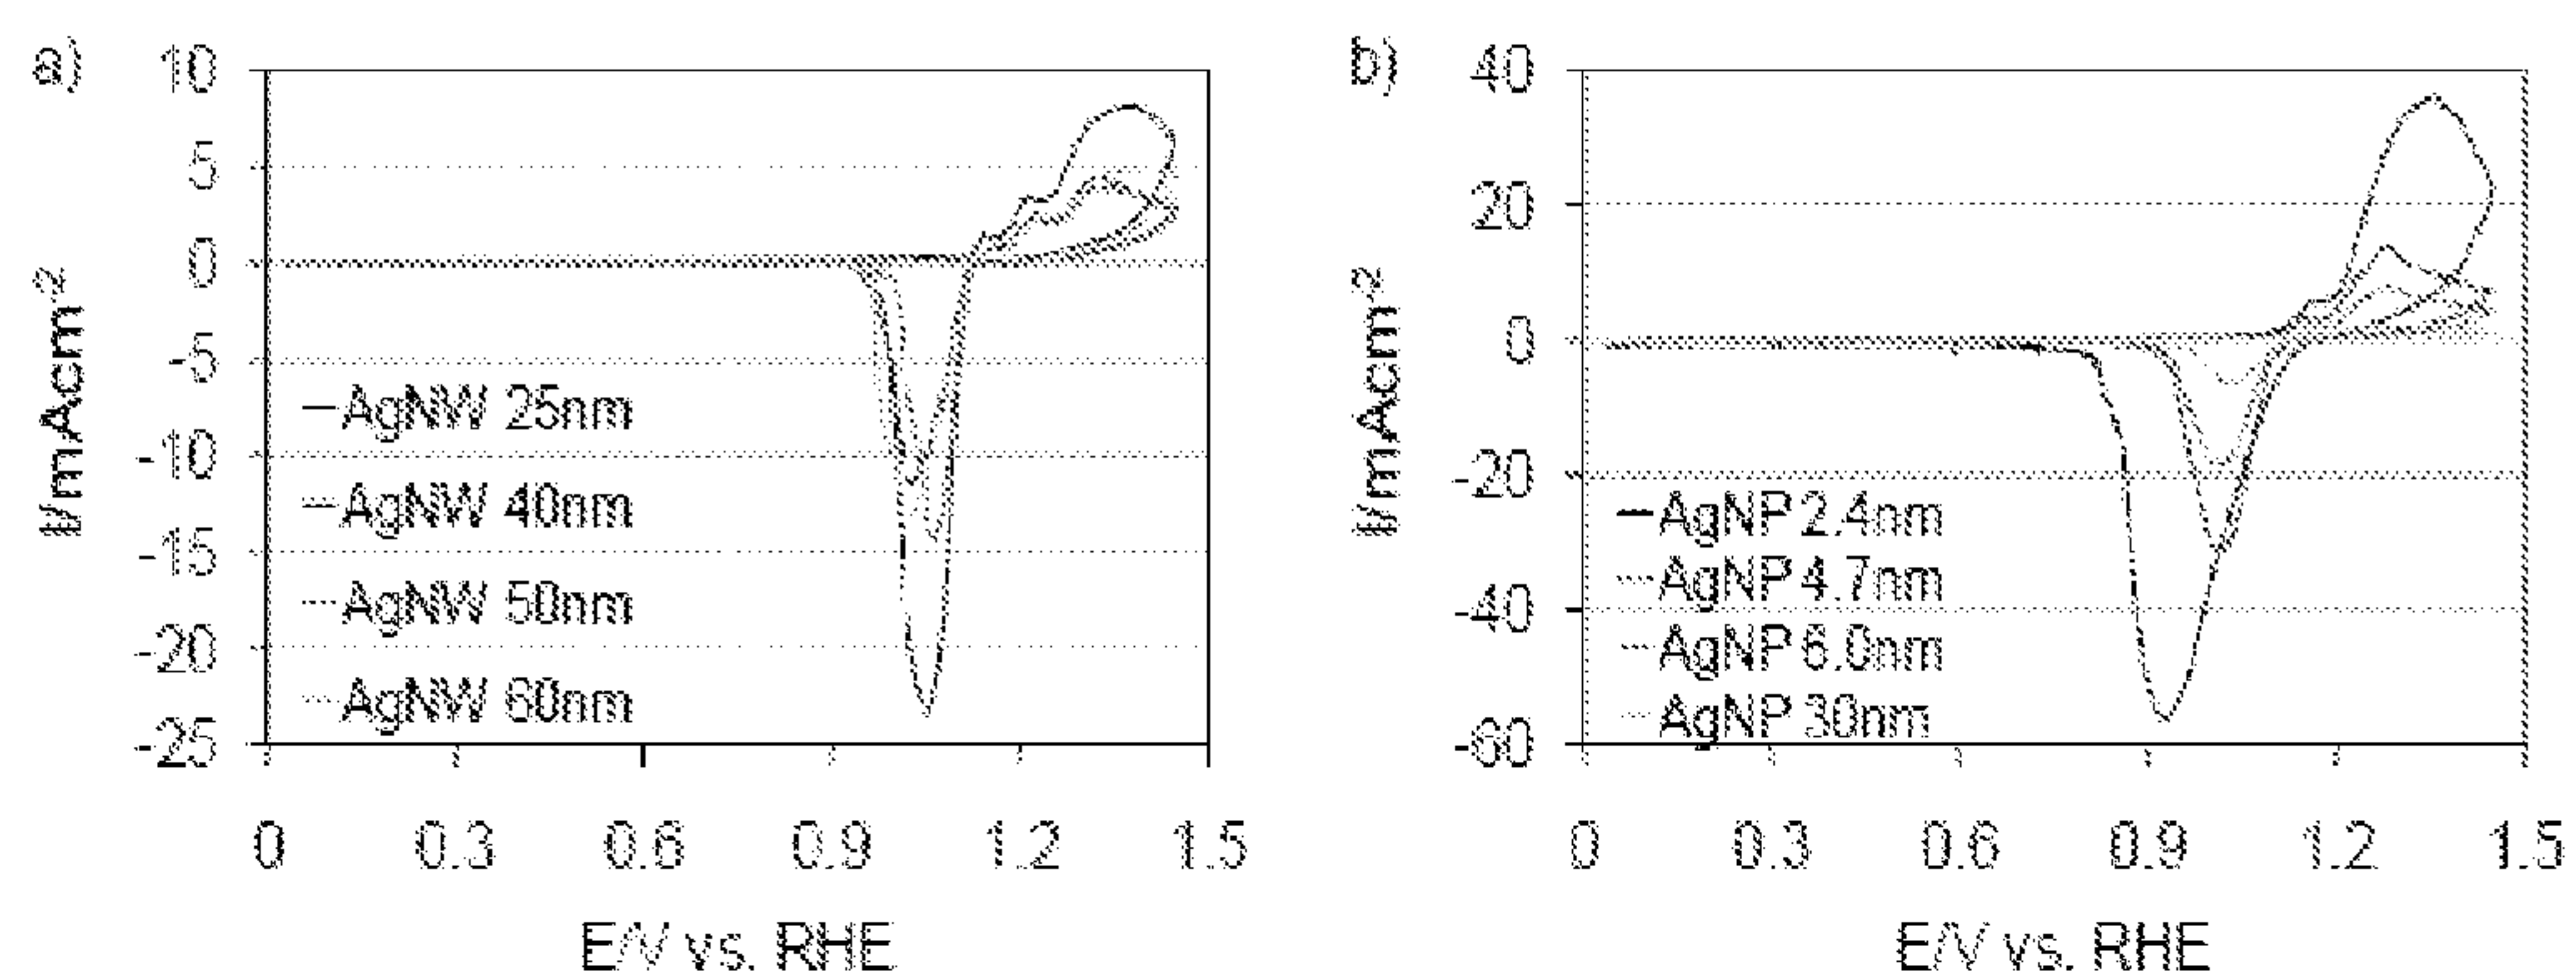 a)
10
5
0
-5
-10
-15
-20
-25
i/mAcm-2
AgNW 25nm
AgNW 40nm
AgNW 50nm
AgNW 60nm
0 0.3 0.6 0.9 1.2 1.5
E/V vs. RHE
b)
40
20
0
-20
-40
-60
i/mAcm-2
AgNP 2.4nm
AgNP 4.7nm
AgNP 6.0nm
AgNP 30nm
0 0.3 0.6 0.9 1.2 1.5
E/V vs. RHE